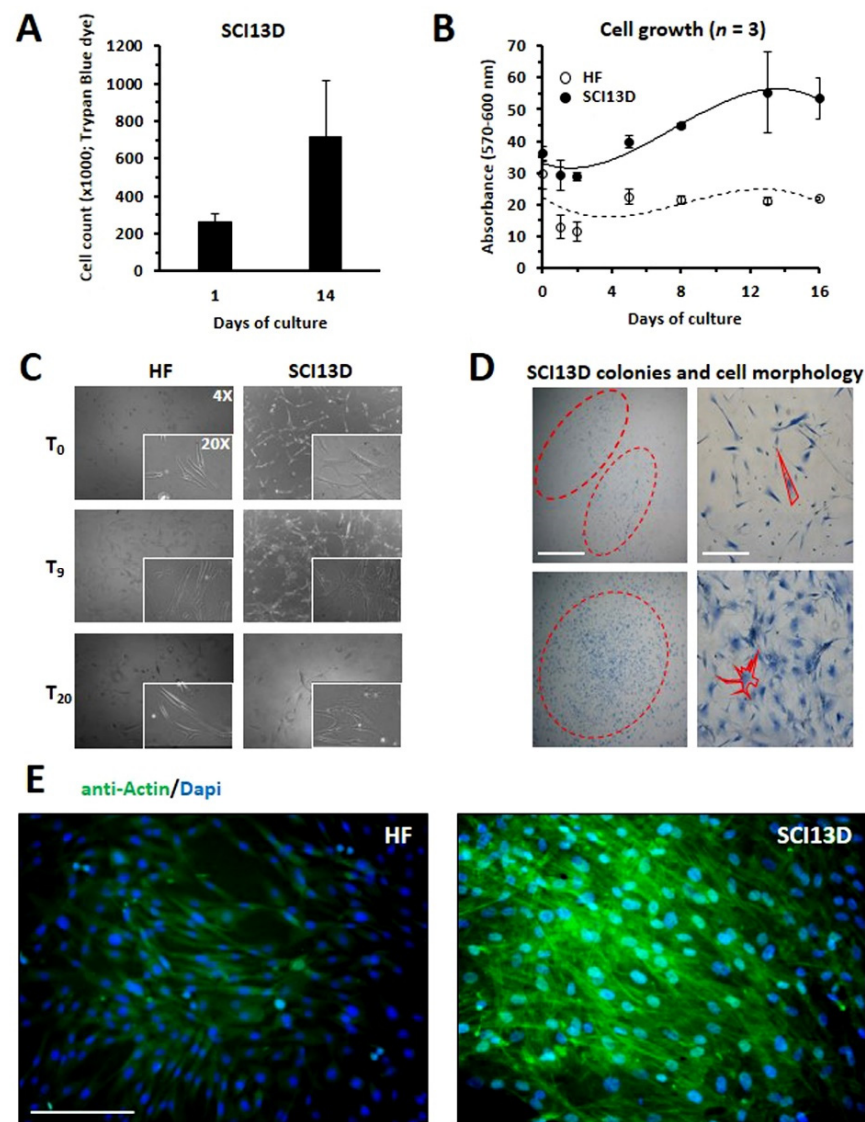 A
SCI13D
Cell count (x1000; Trypan Blue dye)
1200
1000
800
600
400
200
0
1 14
Days of culture
B
Cell growth (n = 3)
HF
SCI13D
Absorbance (570-600 nm)
70
60
50
40
30
20
10
0
0 4 8 12 16
Days of culture
C
HF SCI13D
T0
4X
20X
T9
T20
D
SCI13D colonies and cell morphology
E
anti-Actin/Dapi
HF
SCI13D